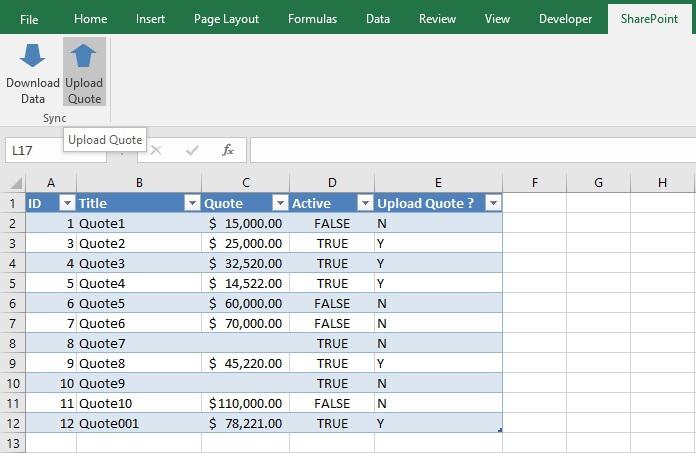 File Home Insert Page Layout Formulas Data Review View Developer SharePoint
Download Upload
Data Quote
Sync
Upload Quote
L17 fx
A B C D E F G H
1 ID Title Quote Active Upload Quote ?
2 1 Quote1 $ 15,000.00 FALSE N
3 3 Quote2 $ 25,000.00 TRUE Y
4 4 Quote3 $ 32,520.00 TRUE Y
5 5 Quote4 $ 14,522.00 TRUE Y
6 6 Quote5 $ 60,000.00 FALSE N
7 7 Quote6 $ 70,000.00 FALSE N
8 8 Quote7 TRUE N
9 9 Quote8 $ 45,220.00 TRUE Y
10 10 Quote9 TRUE N
11 11 Quote10 $110,000.00 FALSE N
12 12 Quote001 $ 78,221.00 TRUE Y
13